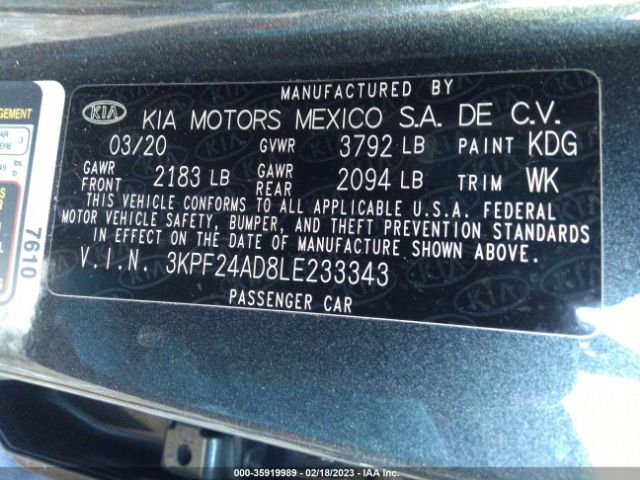 MANUFACTURED BY
KIA KIA MOTORS MEXICO S.A. DE C.V.
03/20 GVWR 3792 LB PAINT KDG
GAWR FRONT 2183 LB GAWR REAR 2094 LB TRIM WK
THIS VEHICLE CONFORMS TO ALL APPLICABLE U.S.A. FEDERAL
MOTOR VEHICLE SAFETY, BUMPER, AND THEFT PREVENTION STANDARDS
IN EFFECT ON THE DATE OF MANUFACTURE SHOWN ABOVE.
V.I.N. 3KPF24AD8LE233343
PASSENGER CAR
7610
000-35919989 - 02/18/2023 - IAA Inc.